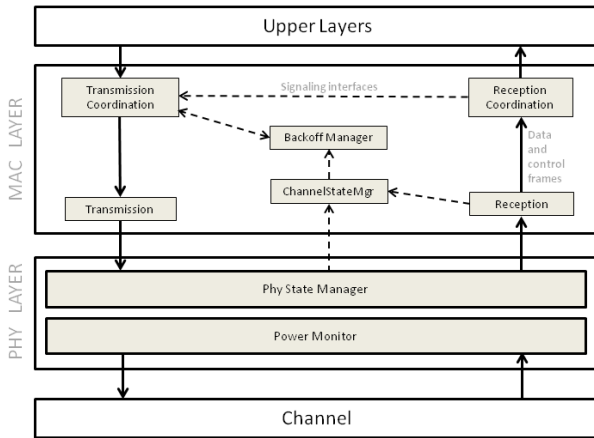 Upper Layers
MAC LAYER
Transmission
Coordination
Signaling interfaces
Reception
Coordination
Backoff Manager
Data
and
control
frames
ChannelStateMgr
Transmission
Reception
PHY LAYER
Phy State Manager
Power Monitor
Channel